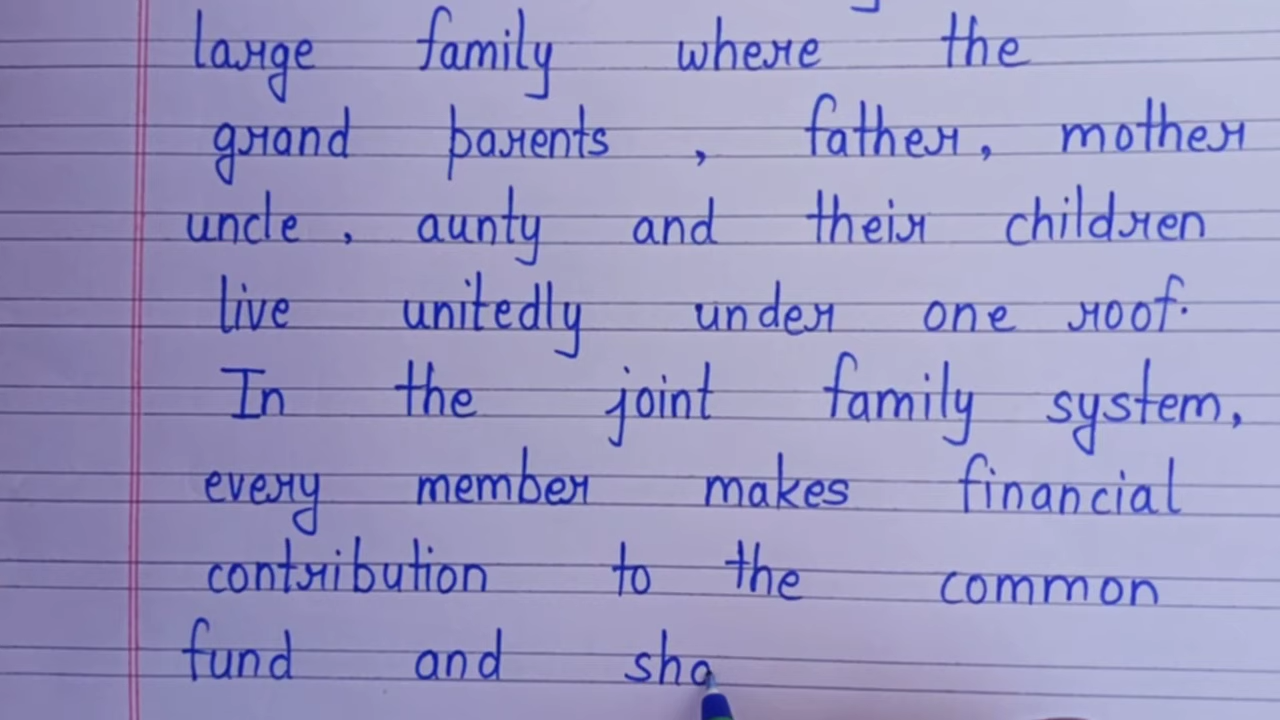 large family where the
grand parents , father, mother
uncle , aunty and their children
live unitedly under one roof.
In the joint family system,
every member makes financial
contribution to the common
fund and sha